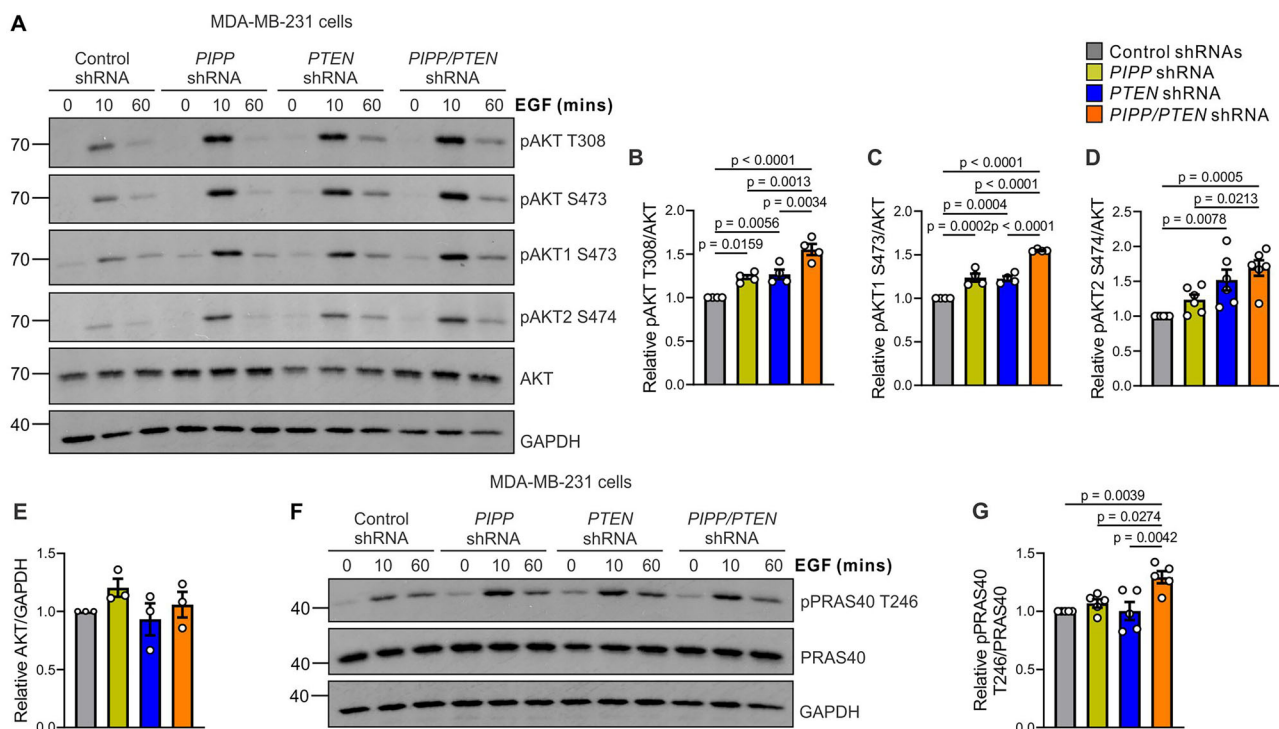 A
MDA-MB-231 cells
Control shRNA
PIPP shRNA
PTEN shRNA
PIPP/PTEN shRNA
0 10 60 0 10 60 0 10 60 0 10 60 EGF (mins)
70 pAKT T308
70 pAKT S473
70 pAKT1 S473
70 pAKT2 S474
70 AKT
40 GAPDH
Control shRNAs
PIPP shRNA
PTEN shRNA
PIPP/PTEN shRNA
B
p < 0.0001
p = 0.0013
p = 0.0034
p = 0.0056
p = 0.0159
Relative pAKT T308/AKT
2.0
1.5
1.0
0.5
0.0
C
p < 0.0001
p < 0.0001
p = 0.0004
p = 0.0002 p < 0.0001
Relative pAKT1 S473/AKT
2.0
1.5
1.0
0.5
0.0
D
p = 0.0005
p = 0.0213
p = 0.0078
Relative pAKT2 S474/AKT
2.5
2.0
1.5
1.0
0.5
0.0
E
Relative AKT/GAPDH
1.5
1.0
0.5
0.0
F
MDA-MB-231 cells
Control shRNA
PIPP shRNA
PTEN shRNA
PIPP/PTEN shRNA
0 10 60 0 10 60 0 10 60 0 10 60 EGF (mins)
40 pPRAS40 T246
40 PRAS40
40 GAPDH
G
p = 0.0039
p = 0.0274
p = 0.0042
Relative pPRAS40
T246/PRAS40
1.5
1.0
0.5
0.0